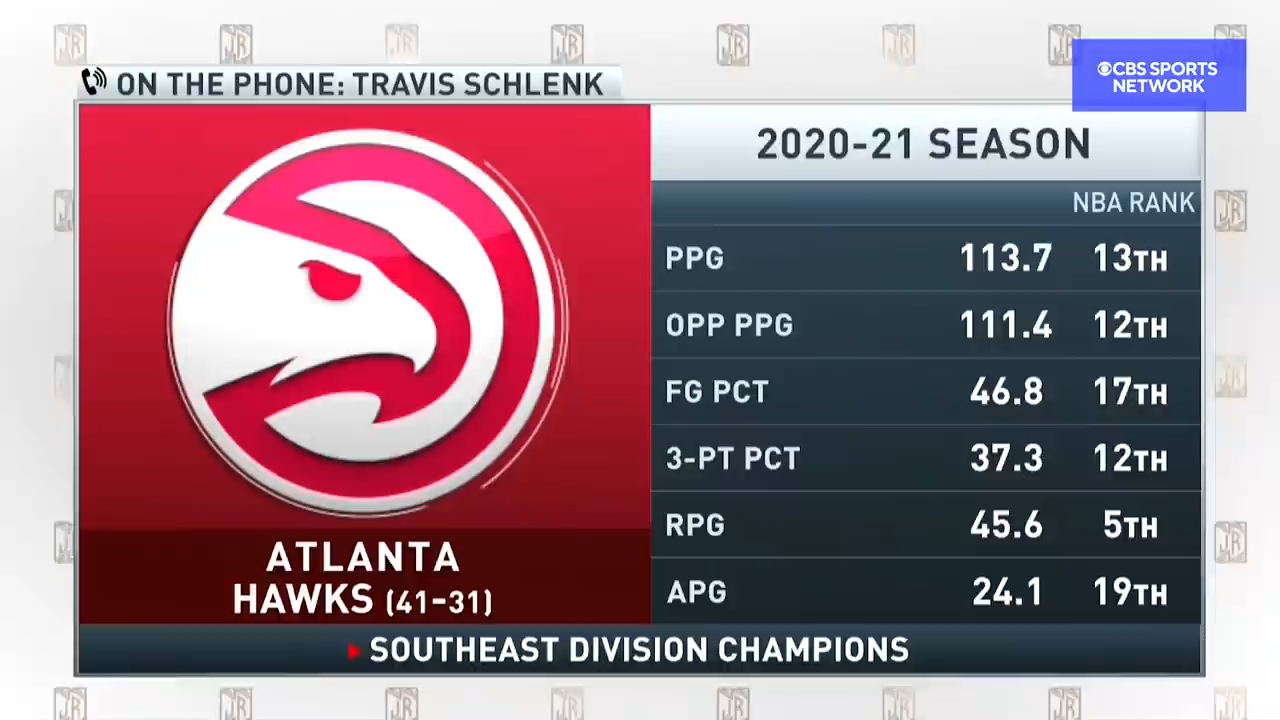 ON THE PHONE: TRAVIS SCHLENK
CBS SPORTS
NETWORK
2020-21 SEASON
NBA RANK
PPG 113.7 13TH
OPP PPG 111.4 12TH
FG PCT 46.8 17TH
3-PT PCT 37.3 12TH
RPG 45.6 5TH
APG 24.1 19TH
ATLANTA
HAWKS (41-31)
SOUTHEAST DIVISION CHAMPIONS
JR